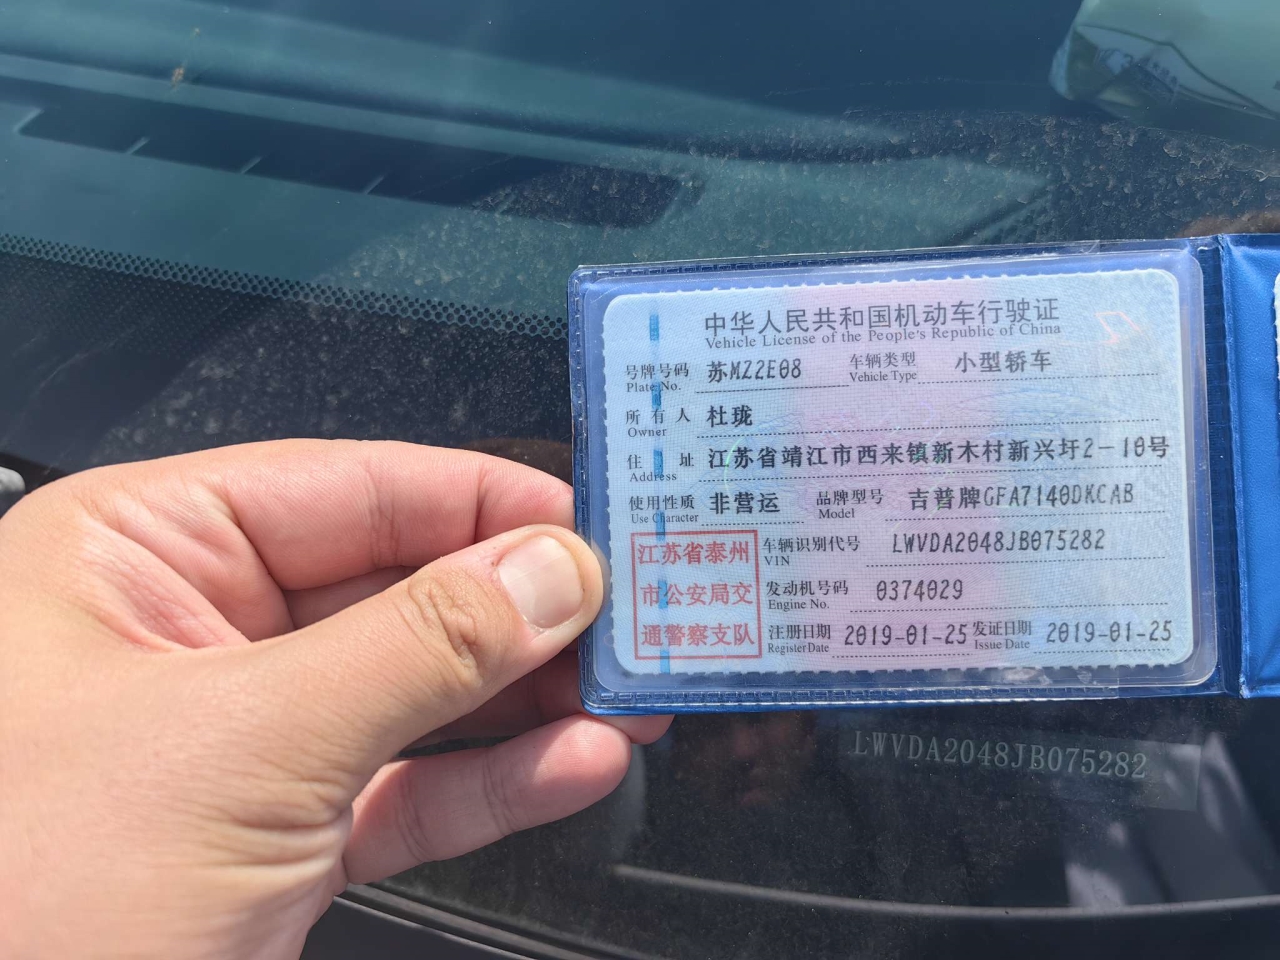 中华人民共和国机动车行驶证
Vehicle License of the People's Republic of China
号牌号码 苏MZ2E08 车辆类型 小型轿车
Plate No. Vehicle Type
所有人 杜珑
Owner
住址 江苏省靖江市西来镇新木村新兴圩2-10号
Address
使用性质 非营运 品牌型号 吉普牌GFA7140DKCAB
Use Character Model
江苏省泰州
市公安局交
通警察支队
车辆识别代号 LWVDA2048JB075282
VIN
发动机号码 0374029
Engine No.
注册日期 2019-01-25 发证日期 2019-01-25
Register Date Issue Date
LWVDA2048JB075282